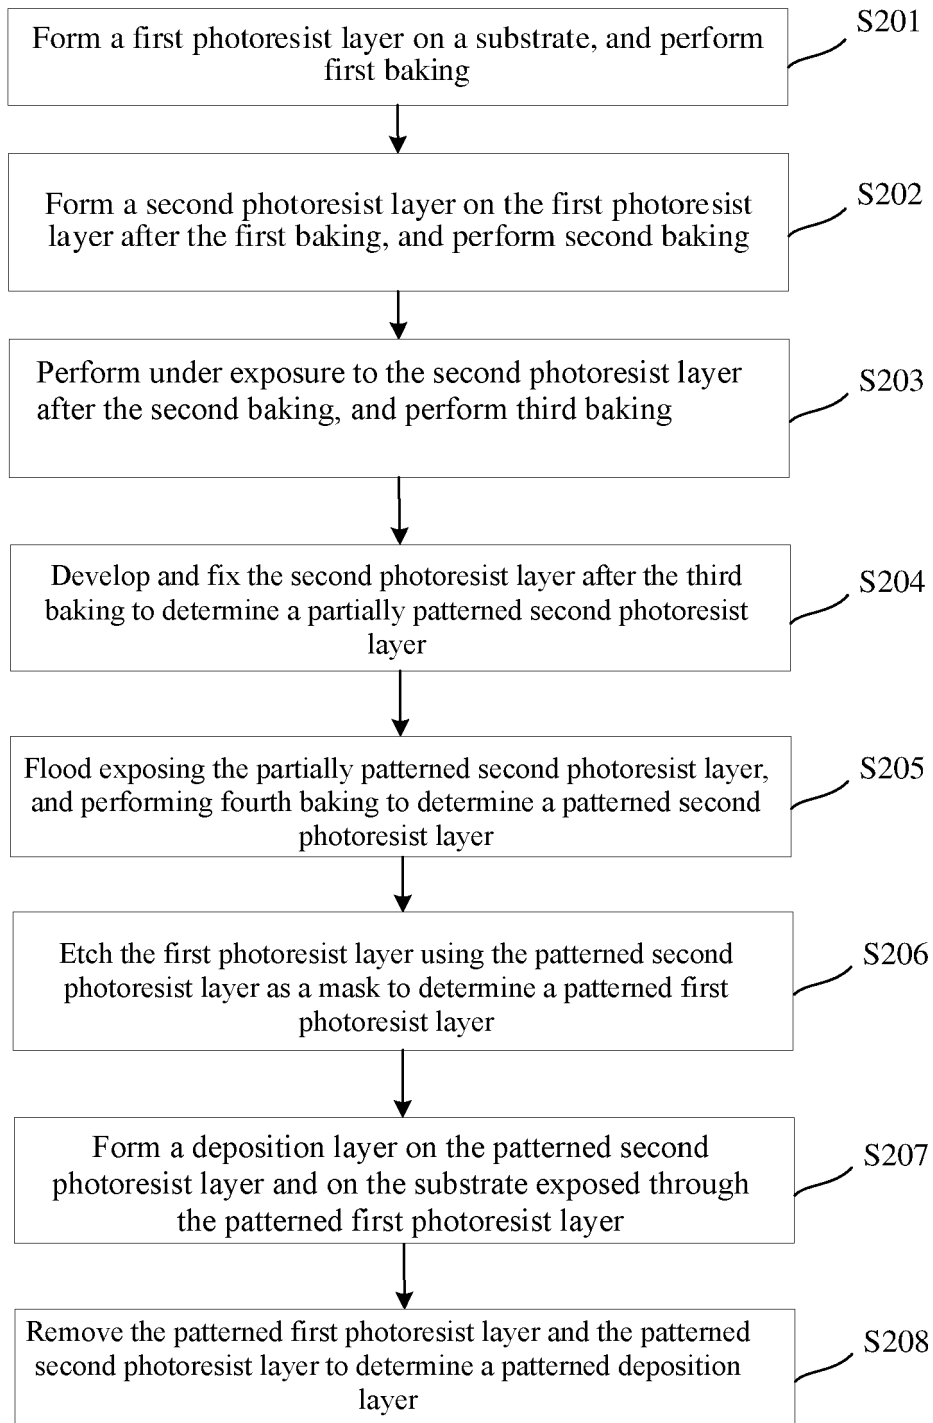 Form a first photoresist layer on a substrate, and perform
first baking
S201
Form a second photoresist layer on the first photoresist
layer after the first baking, and perform second baking
S202
Perform under exposure to the second photoresist layer
after the second baking, and perform third baking
S203
Develop and fix the second photoresist layer after the third
baking to determine a partially patterned second photoresist
layer
S204
Flood exposing the partially patterned second photoresist layer,
and performing fourth baking to determine a patterned second
photoresist layer
S205
Etch the first photoresist layer using the patterned second
photoresist layer as a mask to determine a patterned first
photoresist layer
S206
Form a deposition layer on the patterned second
photoresist layer and on the substrate exposed through
the patterned first photoresist layer
S207
Remove the patterned first photoresist layer and the patterned
second photoresist layer to determine a patterned deposition
layer
S208